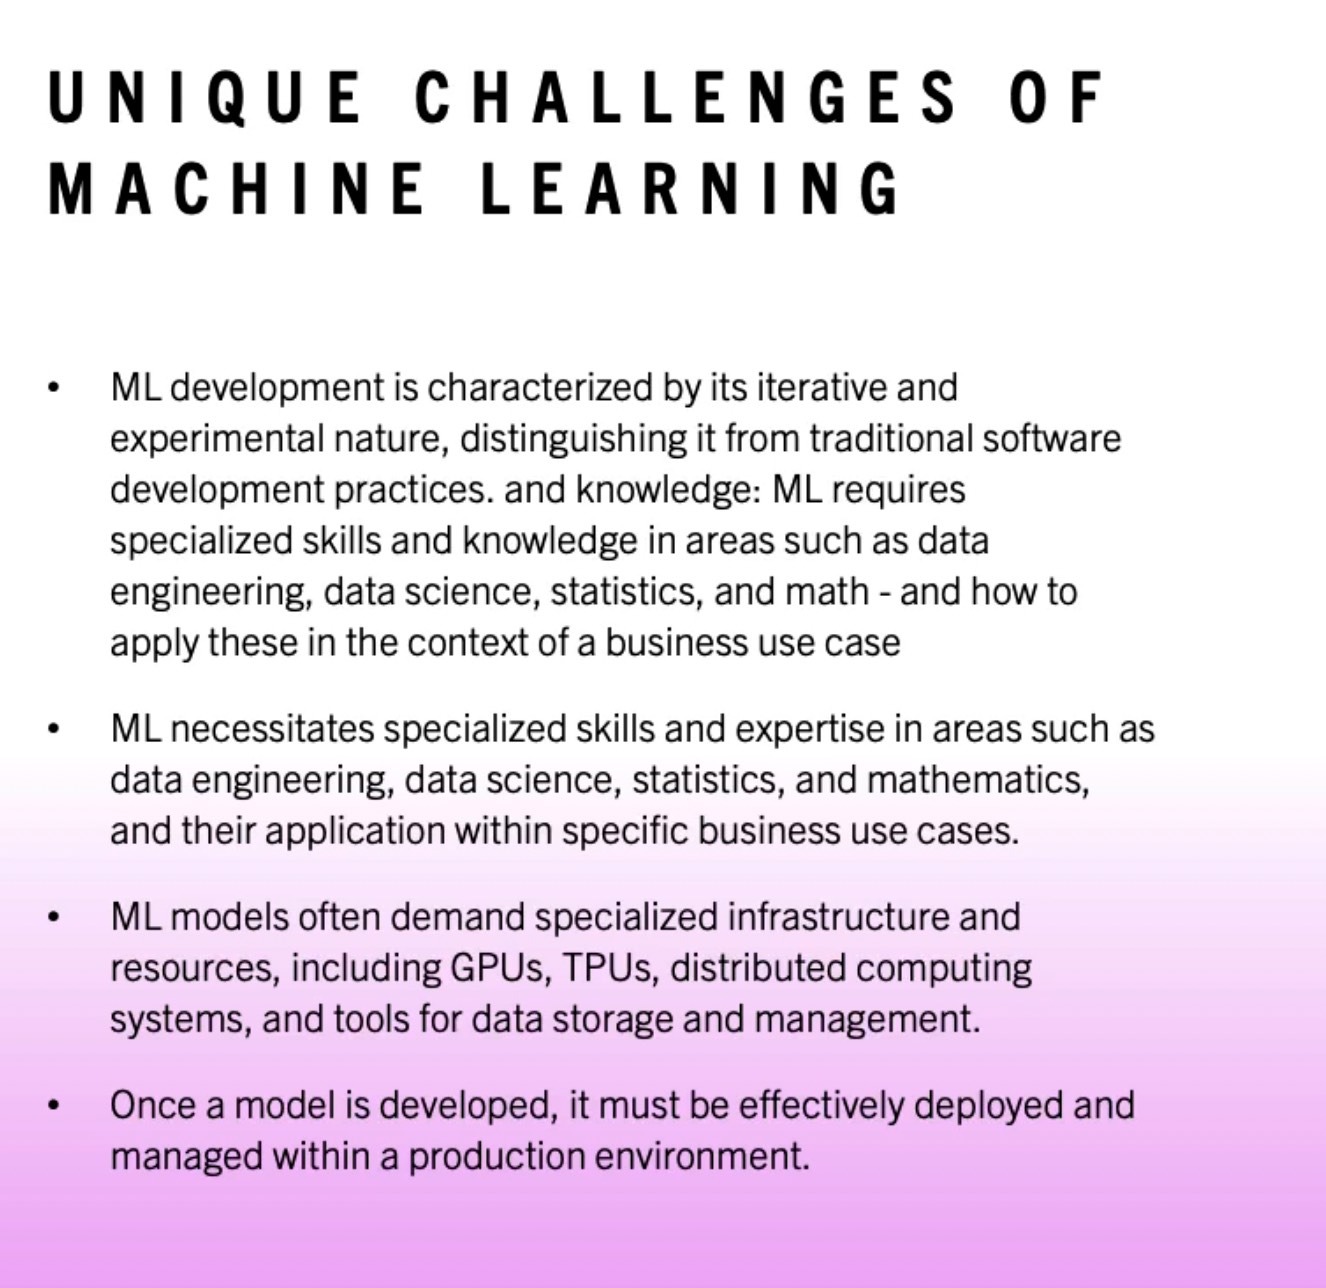 UNIQUE CHALLENGES OF
MACHINE LEARNING
• ML development is characterized by its iterative and
experimental nature, distinguishing it from traditional software
development practices. and knowledge: ML requires
specialized skills and knowledge in areas such as data
engineering, data science, statistics, and math - and how to
apply these in the context of a business use case
• ML necessitates specialized skills and expertise in areas such as
data engineering, data science, statistics, and mathematics,
and their application within specific business use cases.
• ML models often demand specialized infrastructure and
resources, including GPUs, TPUs, distributed computing
systems, and tools for data storage and management.
• Once a model is developed, it must be effectively deployed and
managed within a production environment.